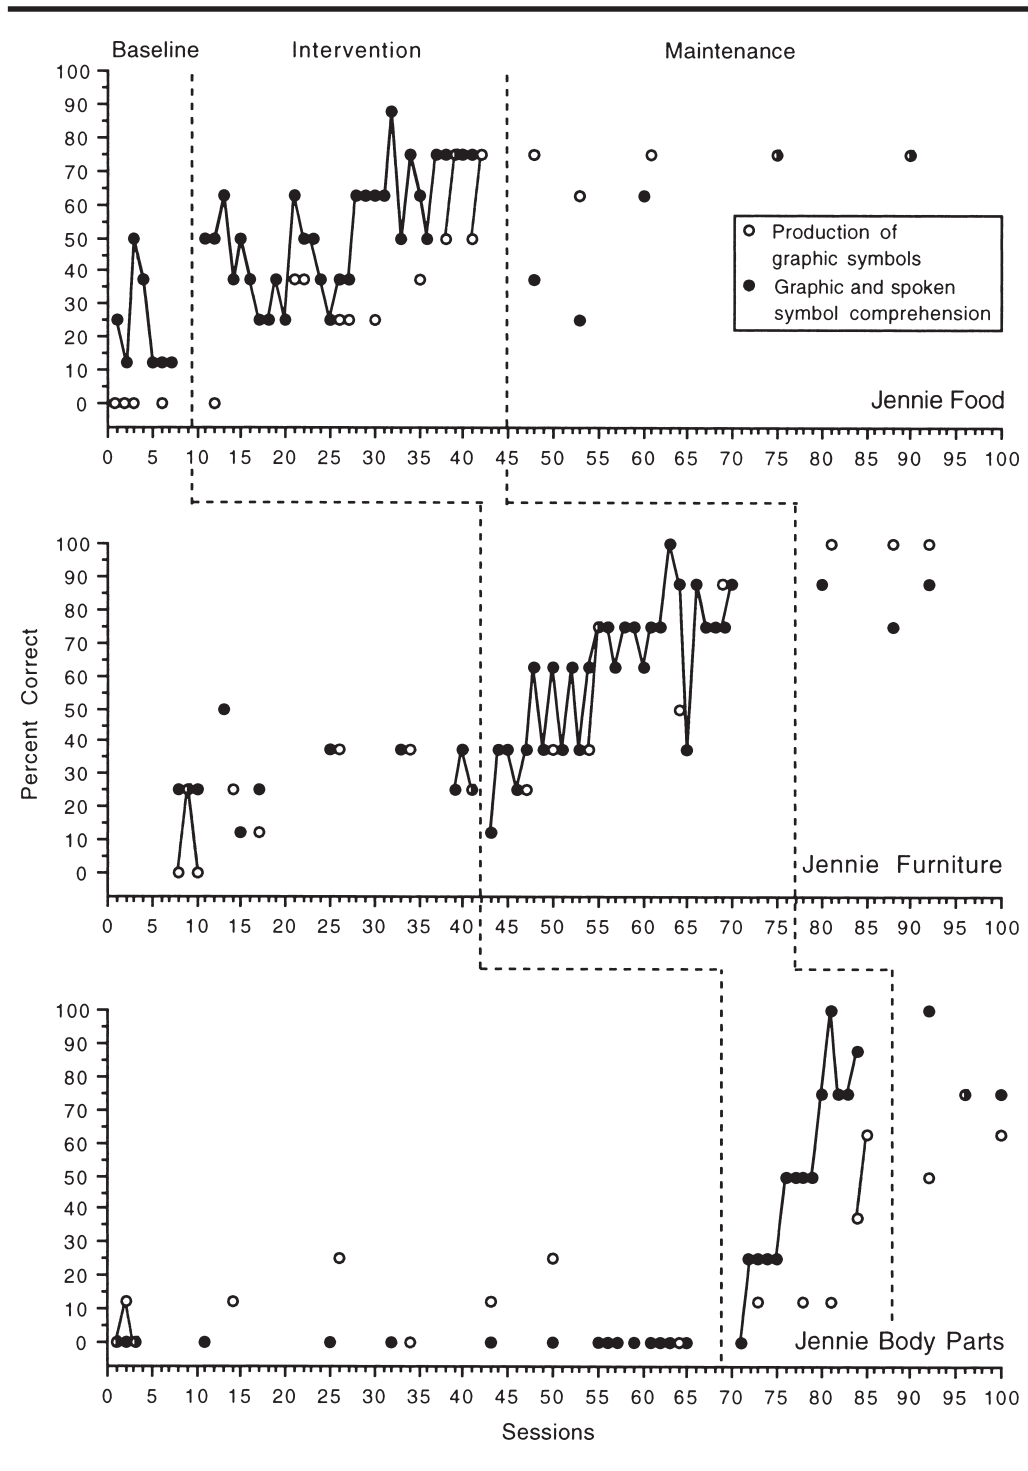 Baseline Intervention Maintenance
100
90
80
70
60
50
40
30
20
10
0
Production of
graphic symbols
Graphic and spoken
symbol comprehension
Jennie Food
0 5 10 15 20 25 30 35 40 45 50 55 60 65 70 75 80 85 90 95 100
100
90
80
70
60
50
40
30
20
10
0
Percent Correct
Jennie Furniture
0 5 10 15 20 25 30 35 40 45 50 55 60 65 70 75 80 85 90 95 100
100
90
80
70
60
50
40
30
20
10
0
Jennie Body Parts
0 5 10 15 20 25 30 35 40 45 50 55 60 65 70 75 80 85 90 95 100
Sessions